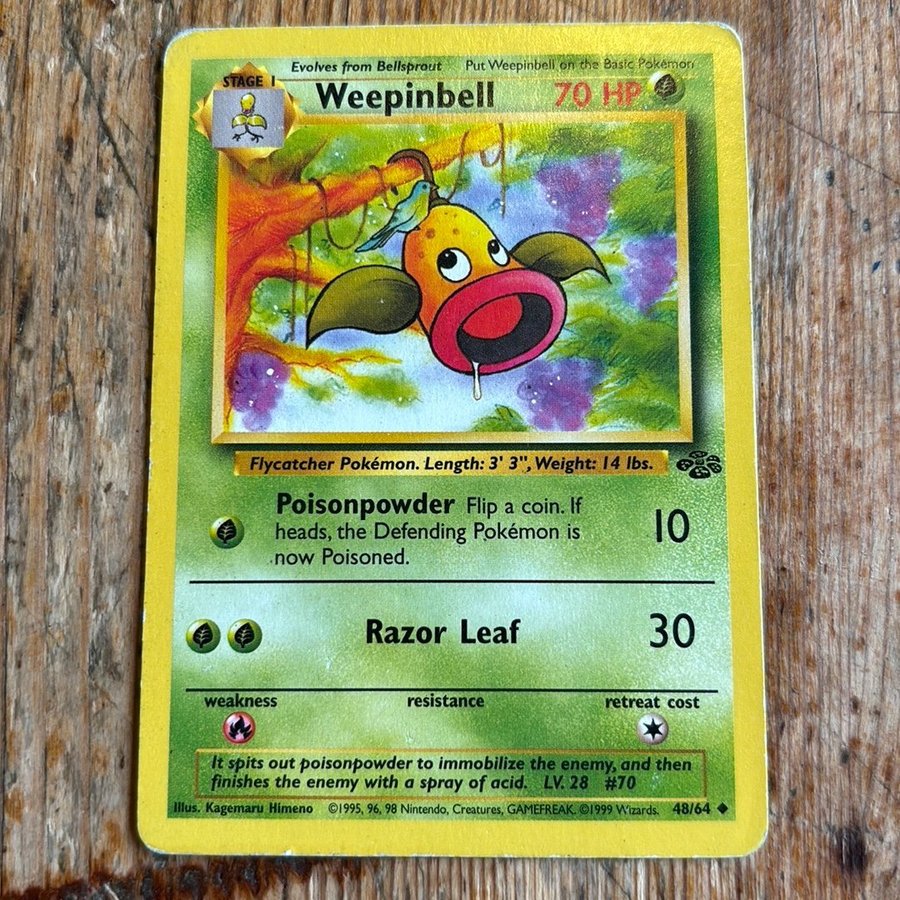 Evolves from Bellsprout Put Weepinbell on the Basic Pokémon
STAGE 1
Weepinbell 70 HP
Flycatcher Pokémon. Length: 3' 3", Weight: 14 lbs.
Poisonpowder Flip a coin. If
heads, the Defending Pokémon is
now Poisoned.
10
Razor Leaf 30
weakness resistance retreat cost
It spits out poisonpowder to immobilize the enemy, and then
finishes the enemy with a spray of acid. LV. 28 #70
Illus. Kagemaru Himeno ©1995, 96, 98 Nintendo, Creatures, GAMEFREAK. ©1999 Wizards. 48/64